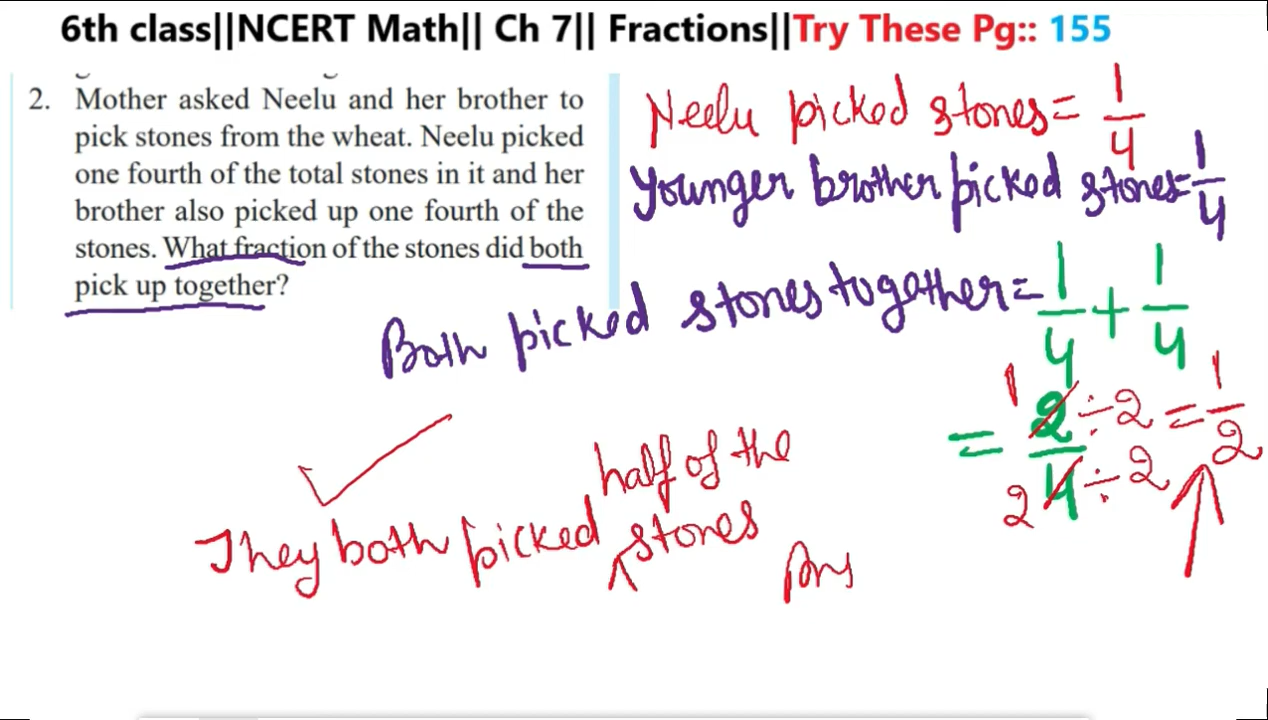 6th class||NCERT Math|| Ch 7|| Fractions||Try These Pg:: 155
2. Mother asked Neelu and her brother to
pick stones from the wheat. Neelu picked
one fourth of the total stones in it and her
brother also picked up one fourth of the
stones. What fraction of the stones did both
pick up together?
Neelu picked stones = 1/4
Younger brother picked stones = 1/4
Both picked stones together = 1/4 + 1/4
= 2/4 ÷2/÷2 = 1/2
1
2
half of the
They both picked stones
Ans